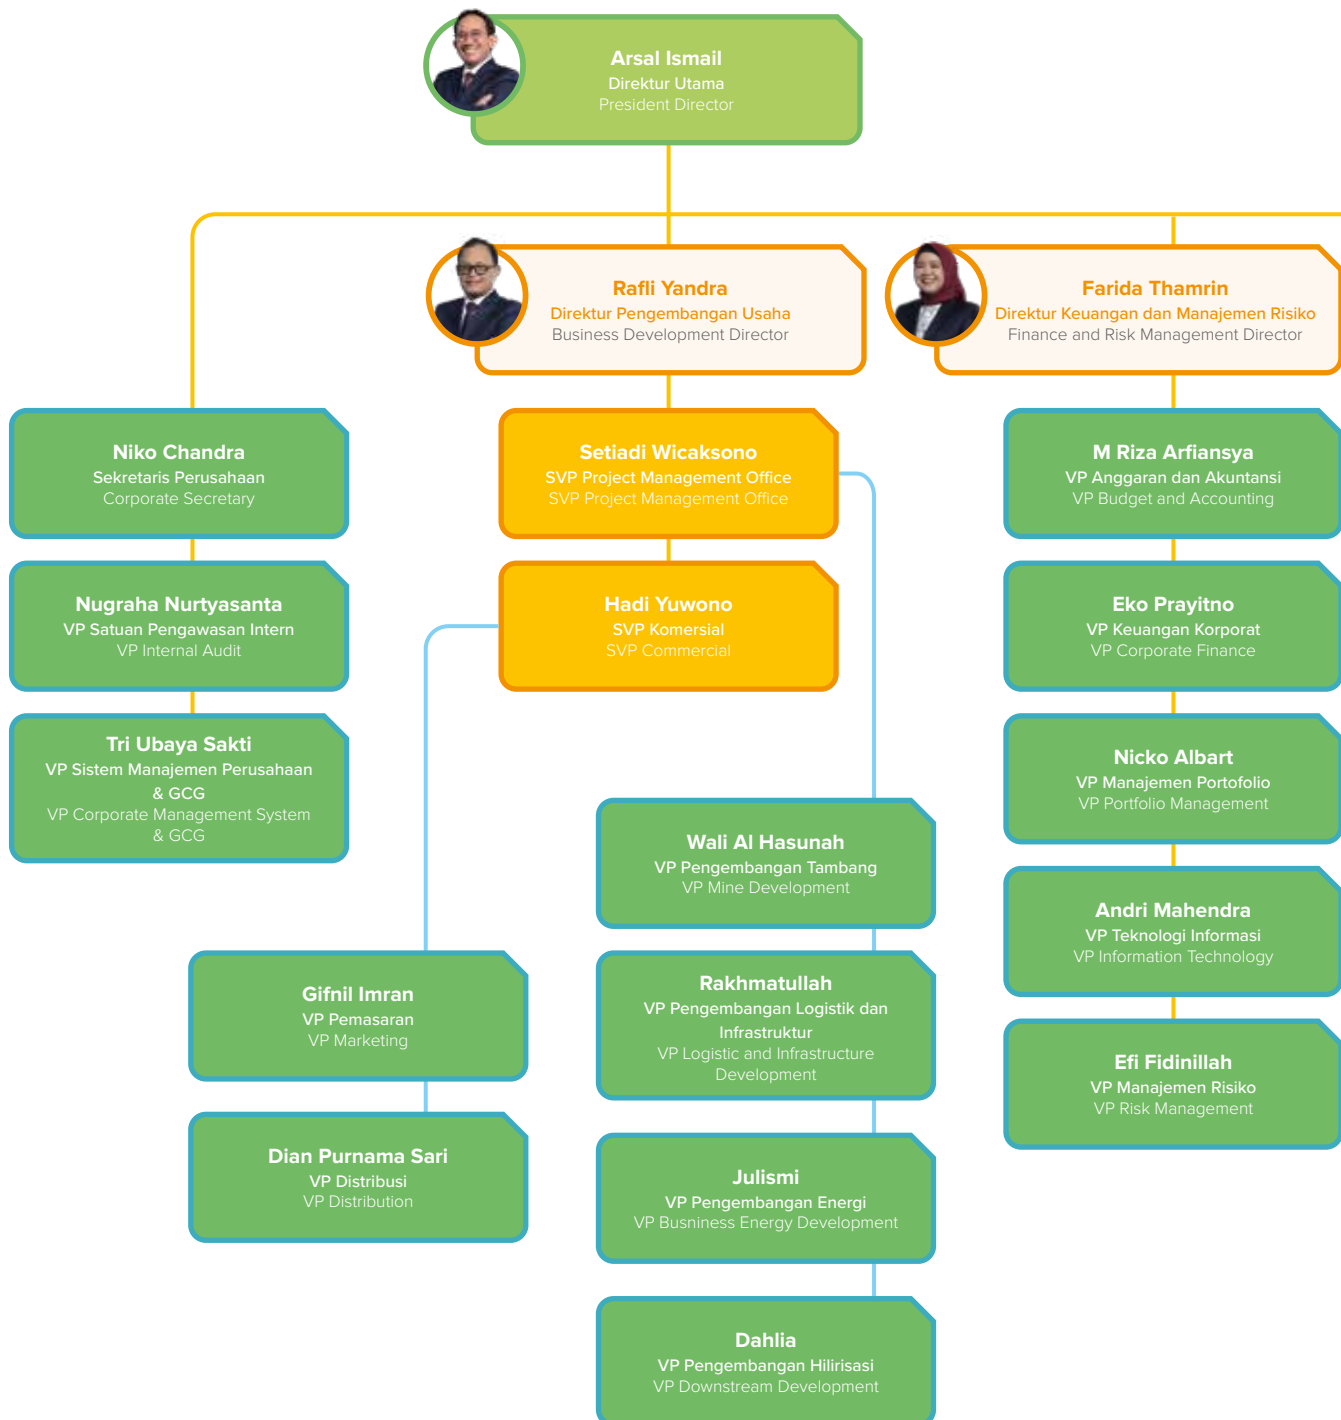 Arsal Ismail
Direktur Utama
President Director
Rafli Yandra
Direktur Pengembangan Usaha
Business Development Director
Farida Thamrin
Direktur Keuangan dan Manajemen Risiko
Finance and Risk Management Director
Niko Chandra
Sekretaris Perusahaan
Corporate Secretary
Nugraha Nurtyasanta
VP Satuan Pengawasan Intern
VP Internal Audit
Tri Ubaya Sakti
VP Sistem Manajemen Perusahaan
& GCG
VP Corporate Management System
& GCG
Setiadi Wicaksono
SVP Project Management Office
SVP Project Management Office
Hadi Yuwono
SVP Komersial
SVP Commercial
Gifnil Imran
VP Pemasaran
VP Marketing
Dian Purnama Sari
VP Distribusi
VP Distribution
Wali Al Hasunah
VP Pengembangan Tambang
VP Mine Development
Rakhmatullah
VP Pengembangan Logistik dan
Infrastruktur
VP Logistic and Infrastructure
Development
Julismi
VP Pengembangan Energi
VP Busniness Energy Development
Dahlia
VP Pengembangan Hilirisasi
VP Downstream Development
M Riza Arfiansya
VP Anggaran dan Akuntansi
VP Budget and Accounting
Eko Prayitno
VP Keuangan Korporat
VP Corporate Finance
Nicko Albart
VP Manajemen Portofolio
VP Portfolio Management
Andri Mahendra
VP Teknologi Informasi
VP Information Technology
Efi Fidinillah
VP Manajemen Risiko
VP Risk Management